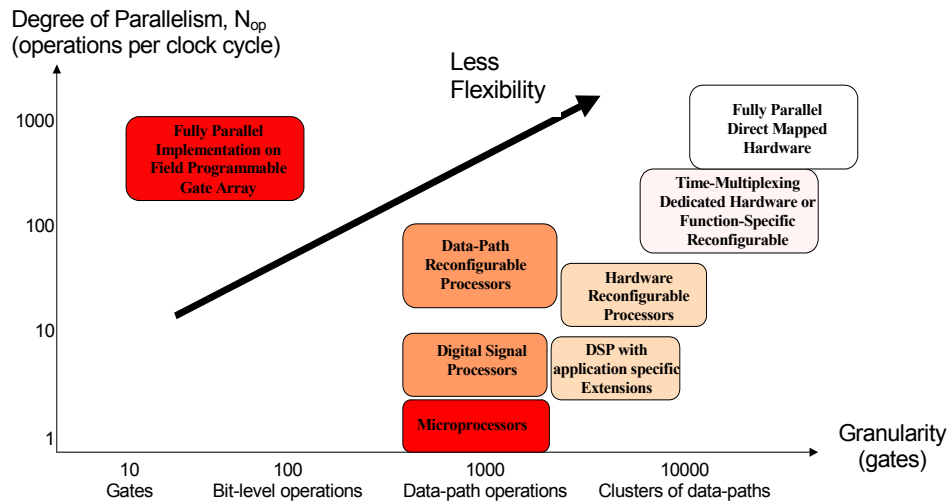 Degree of Parallelism, Nop
(operations per clock cycle)
Less
Flexibility
1000
100
10
1
Fully Parallel
Implementation on
Field Programmable
Gate Array
Fully Parallel
Direct Mapped
Hardware
Time-Multiplexing
Dedicated Hardware or
Function-Specific
Reconfigurable
Data-Path
Reconfigurable
Processors
Hardware
Reconfigurable
Processors
Digital Signal
Processors
DSP with
application specific
Extensions
Microprocessors
Granularity
(gates)
10
Gates
100
Bit-level operations
1000
Data-path operations
10000
Clusters of data-paths